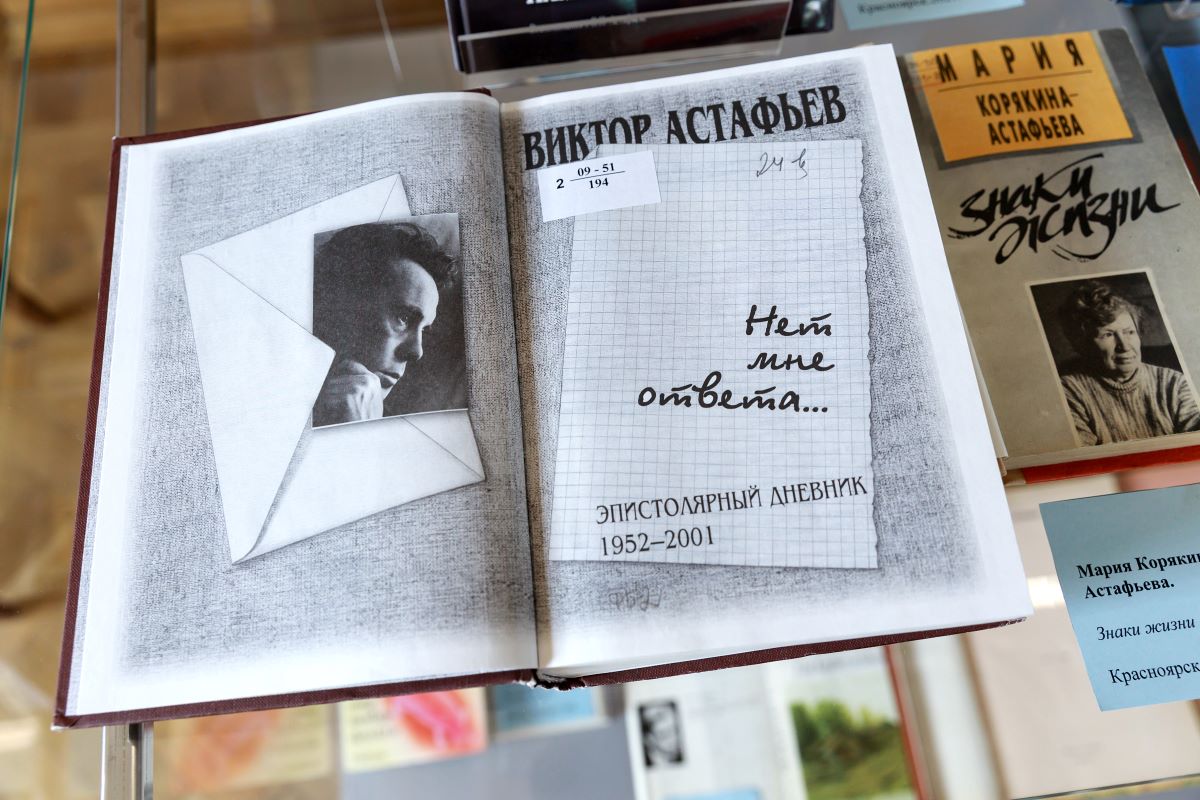 ВИКТОР АСТАФЬЕВ
2 09 - 51
194
24 в
Нет
мне
ответа...
ЭПИСТОЛЯРНЫЙ ДНЕВНИК
1952–2001
МАРИЯ
КОРЯКИНА-
АСТАФЬЕВА
знаки
жизни
Мария Корякин
Астафьева.
Знаки жизни
Красноярск